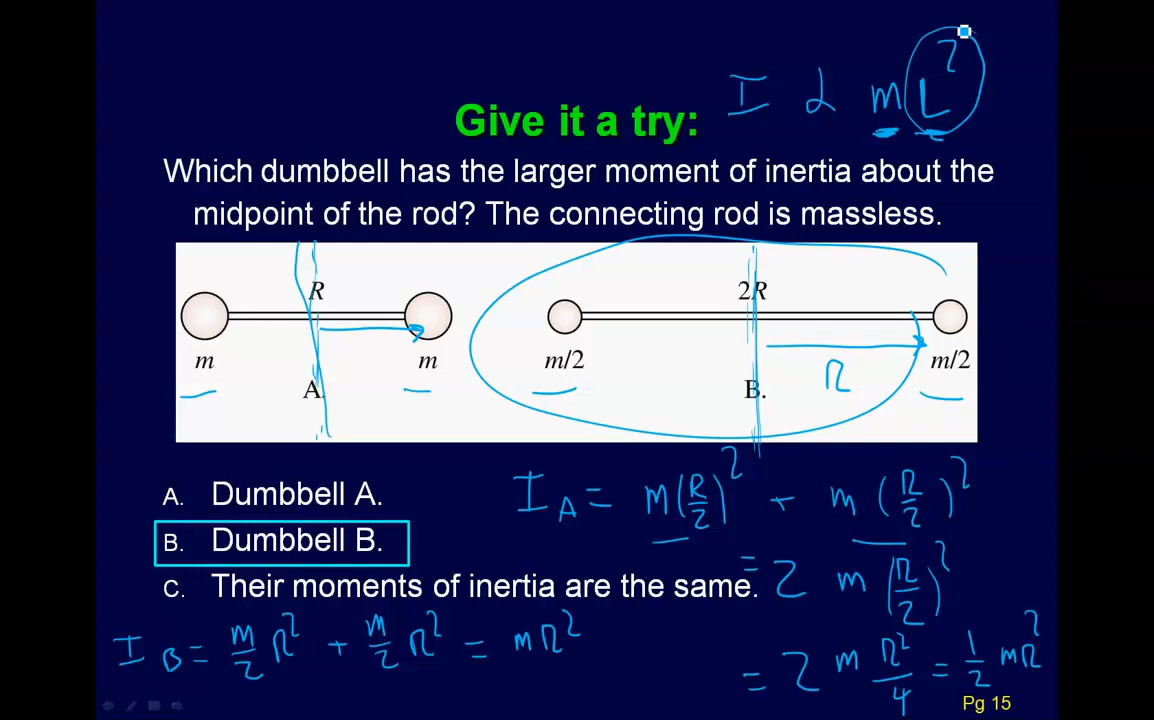 I α mL²
Give it a try:
Which dumbbell has the larger moment of inertia about the
midpoint of the rod? The connecting rod is massless.
R
2R
m
m
m/2
m/2
R
A.
B.
A. Dumbbell A.
B. Dumbbell B.
C. Their moments of inertia are the same.
I_A = m(R/2)² + m(R/2)²
= 2 m (R/2)²
= 2 m R²/4 = 1/2 mR²
I_B = m/2 R² + m/2 R² = mR²
Pg 15